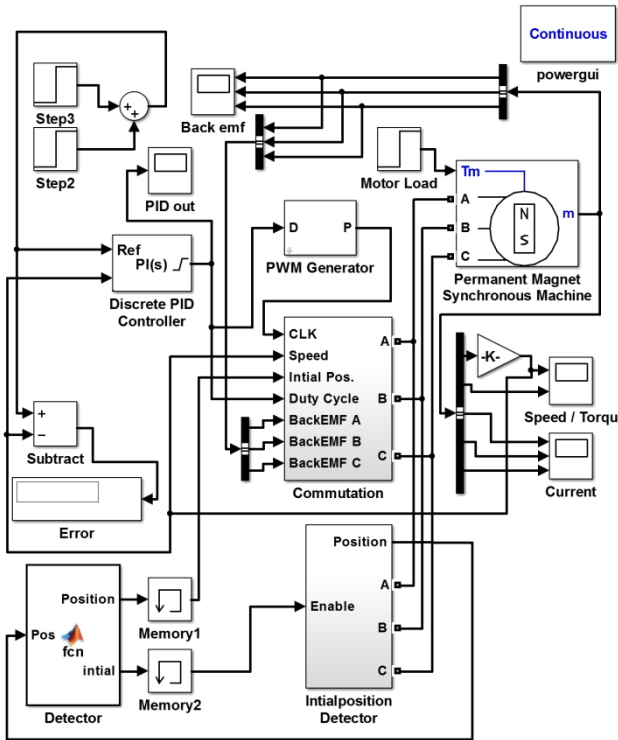 Continuous
powergui
Step3
Step2
+
+
Back emf
PID out
Motor Load
Tm
A
B
C
N
S
m
Permanent Magnet
Synchronous Machine
Ref
PI(s)
Discrete PID
Controller
D
P
PWM Generator
CLK
Speed
Intial Pos.
Duty Cycle
BackEMF A
BackEMF B
BackEMF C
A
B
C
Commutation
-K-
Speed / Torqu
Current
+
−
Subtract
Error
Position
Pos
fcn
intial
Detector
Memory1
Memory2
Position
Enable
A
B
C
Intialposition
Detector